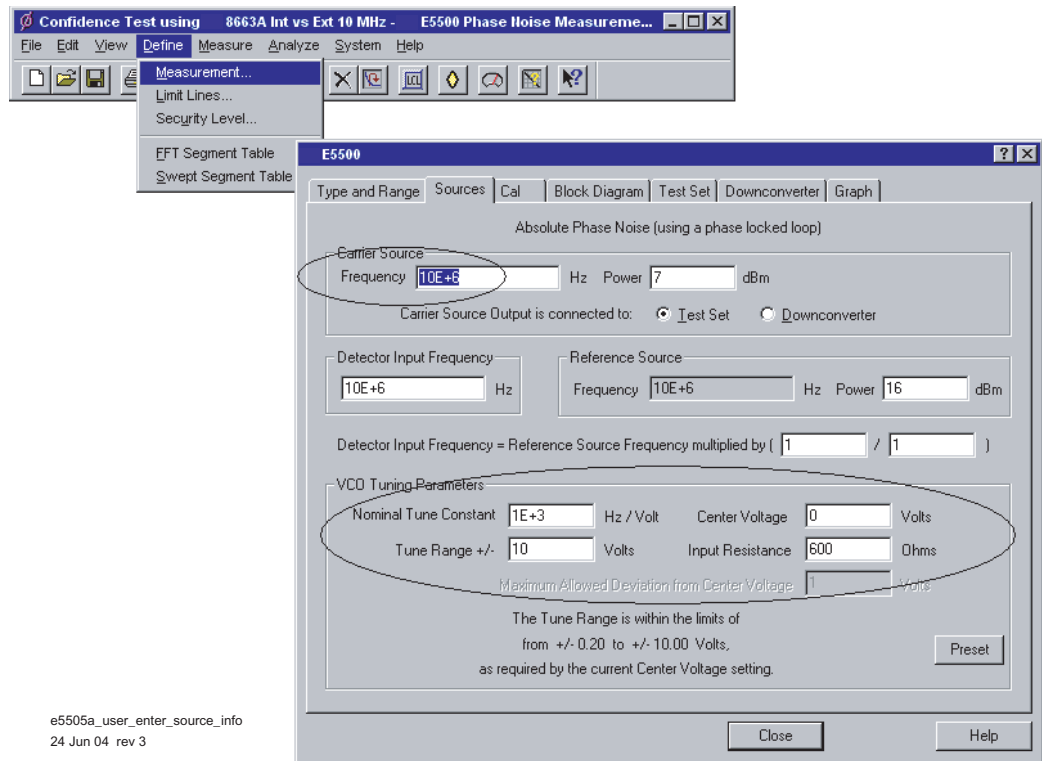 Confidence Test using 8663A Int vs Ext 10 MHz - E5500 Phase Noise Measureme...
File Edit View Define Measure Analyze System Help
Measurement...
Limit Lines...
Security Level...
FFT Segment Table
Swept Segment Table
E5500
Type and Range Sources Cal Block Diagram Test Set Downconverter Graph
Absolute Phase Noise (using a phase locked loop)
Carrier Source
Frequency 10E+6 Hz Power 7 dBm
Carrier Source Output is connected to: Test Set Downconverter
Detector Input Frequency
10E+6 Hz
Reference Source
Frequency 10E+6 Hz Power 16 dBm
Detector Input Frequency = Reference Source Frequency multiplied by ( 1 / 1 )
VCO Tuning Parameters
Nominal Tune Constant 1E+3 Hz / Volt Center Voltage 0 Volts
Tune Range +/- 10 Volts Input Resistance 600 Ohms
Maximum Allowed Deviation from Center Voltage 1 Volts
The Tune Range is within the limits of
from +/- 0.20 to +/- 10.00 Volts,
as required by the current Center Voltage setting.
Preset
Close Help
e5505a_user_enter_source_info
24 Jun 04 rev 3